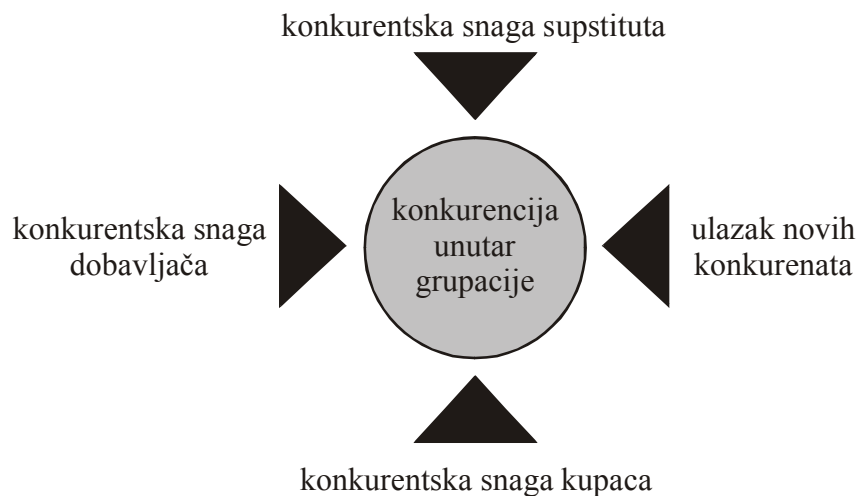 konkurentska snaga supstituta
konkurentska snaga
dobavljača
konkurencija
unutar
grupacije
ulazak novih
konkurenata
konkurentska snaga kupaca